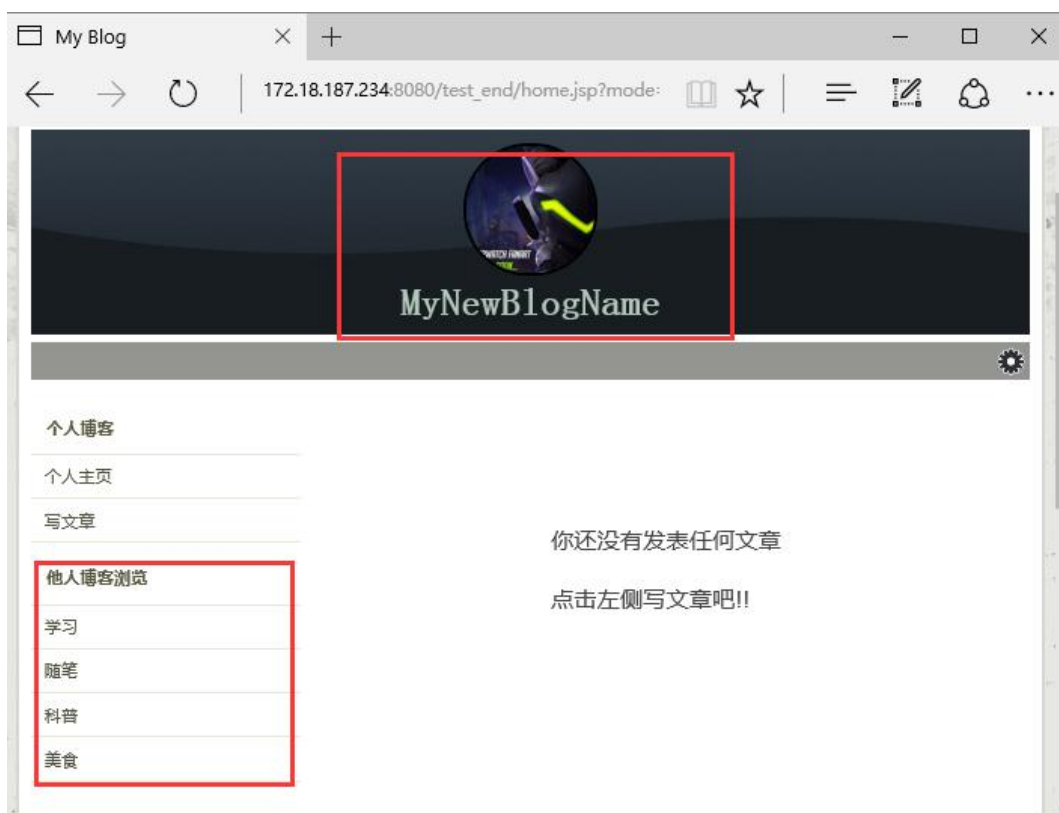 My Blog
172.18.187.234:8080/test_end/home.jsp?mode=
MyNewBlogName
个人博客
个人主页
写文章
你还没有发表任何文章
他人博客浏览
点击左侧写文章吧!!
学习
随笔
科普
美食